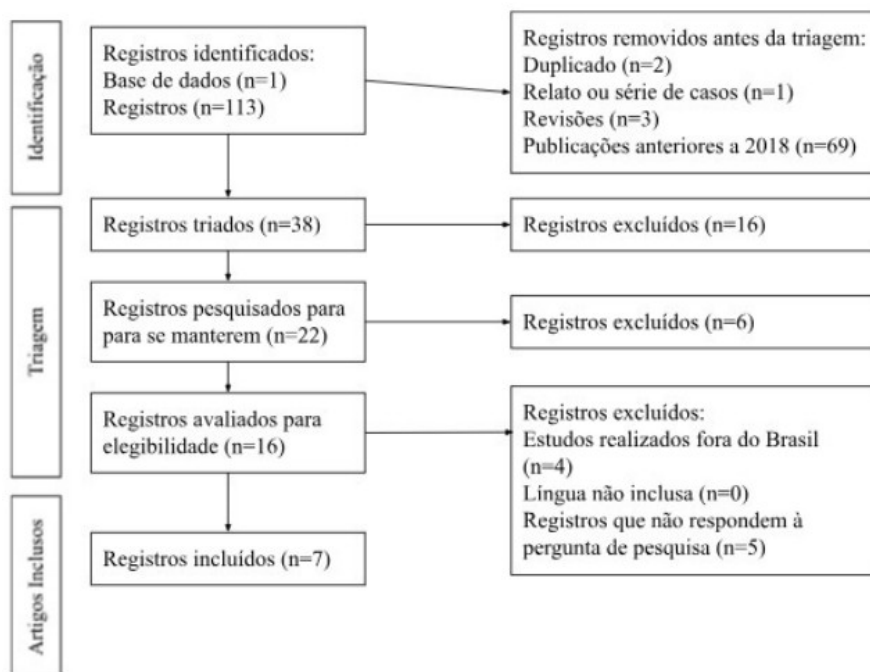 Identificação
Registros identificados:
Base de dados (n=1)
Registros (n=113)
Registros removidos antes da triagem:
Duplicado (n=2)
Relato ou série de casos (n=1)
Revisões (n=3)
Publicações anteriores a 2018 (n=69)
Triagem
Registros triados (n=38)
Registros excluídos (n=16)
Registros pesquisados para
para se manterem (n=22)
Registros excluídos (n=6)
Registros avaliados para
elegibilidade (n=16)
Registros excluídos:
Estudos realizados fora do Brasil
(n=4)
Língua não inclusa (n=0)
Registros que não respondem à
pergunta de pesquisa (n=5)
Artigos Inclusos
Registros incluídos (n=7)